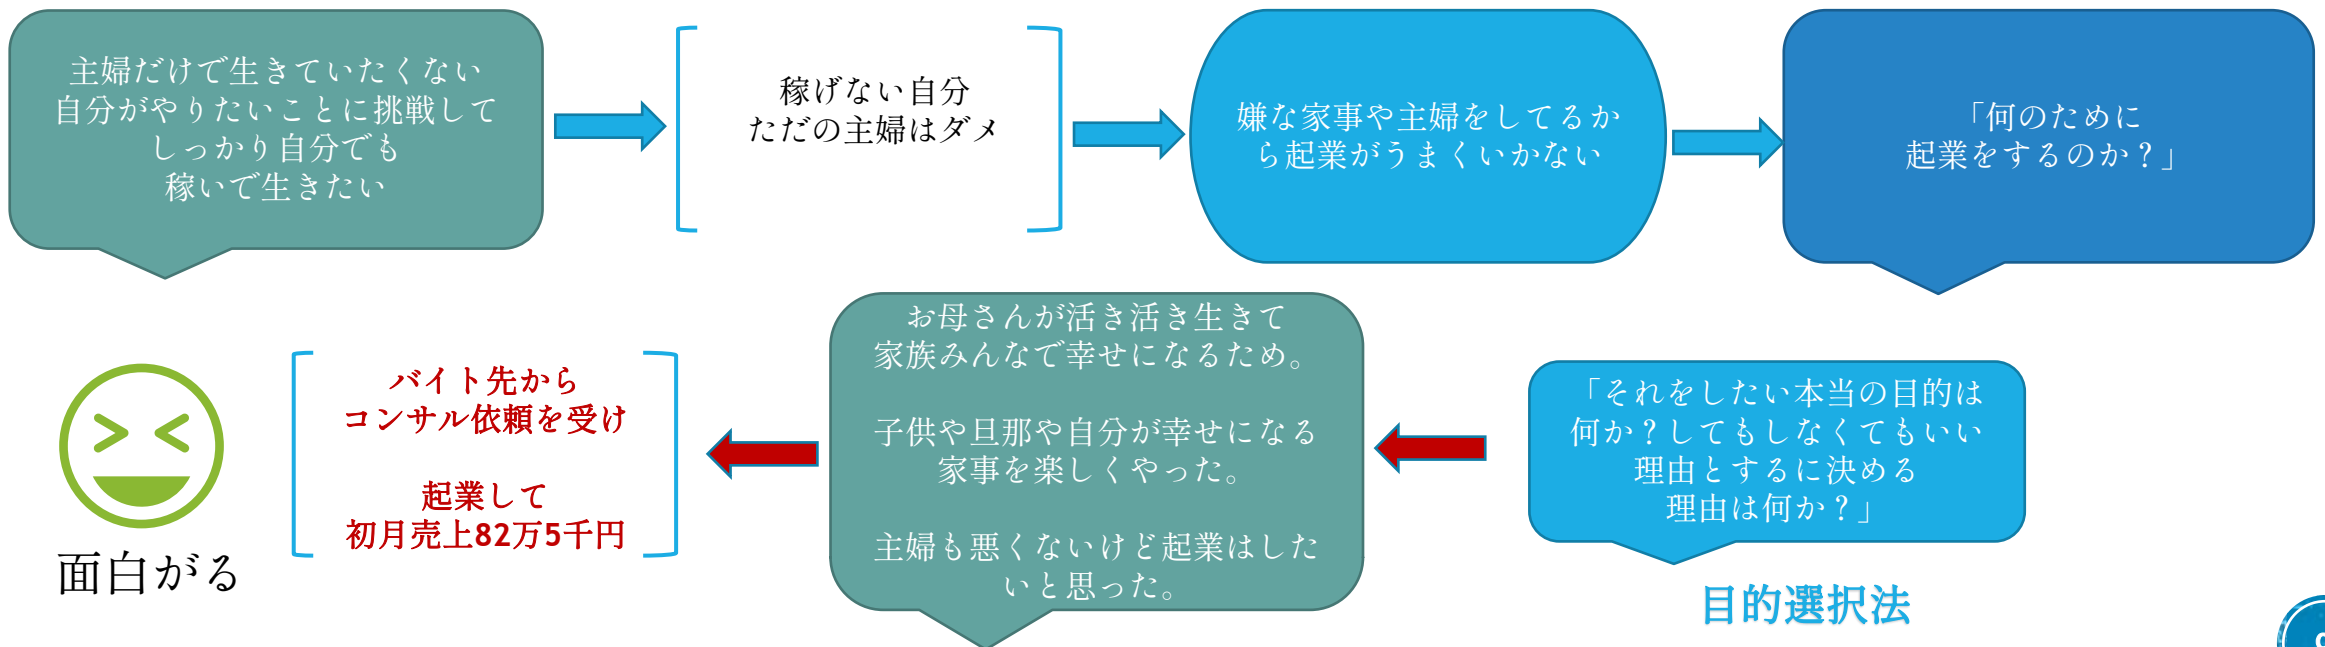 主婦だけで生きていたくない
自分がやりたいことに挑戦して
しっかり自分でも
稼いで生きたい
稼げない自分
ただの主婦はダメ
嫌な家事や主婦をしてるか
ら起業がうまくいかない
「何のために
起業をするのか？」
「それをしたい本当の目的は
何か？してもしなくてもいい
理由とするに決める
理由は何か？」
目的選択法
お母さんが活き活き生きて
家族みんなで幸せになるため。
子供や旦那や自分が幸せになる
家事を楽しくやった。
主婦も悪くないけど起業はした
いと思った。
バイト先から
コンサル依頼を受け
起業して
初月売上82万5千円
面白がる